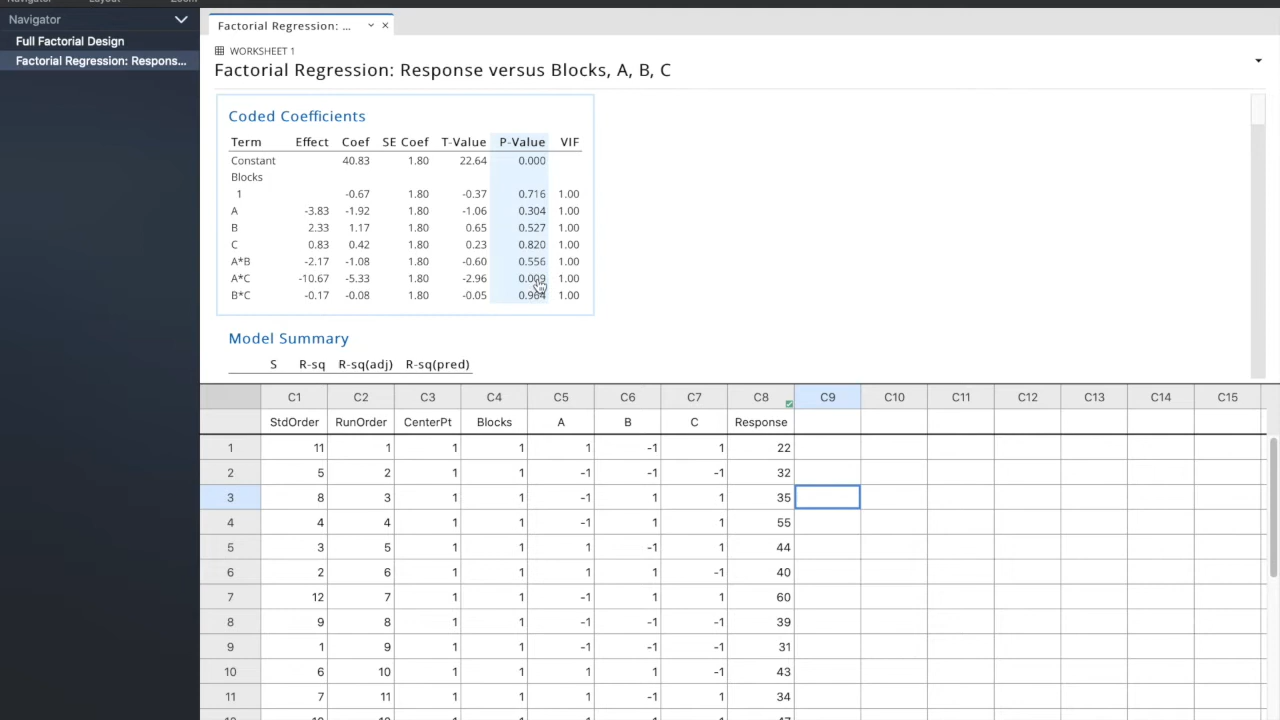 Navigator
Full Factorial Design
Factorial Regression: Respons...
Factorial Regression: ...
WORKSHEET 1
Factorial Regression: Response versus Blocks, A, B, C
Coded Coefficients
Term Effect Coef SE Coef T-Value P-Value VIF
Constant 40.83 1.80 22.64 0.000
Blocks
1 -0.67 1.80 -0.37 0.716 1.00
A -3.83 -1.92 1.80 -1.06 0.304 1.00
B 2.33 1.17 1.80 0.65 0.527 1.00
C 0.83 0.42 1.80 0.23 0.820 1.00
A*B -2.17 -1.08 1.80 -0.60 0.556 1.00
A*C -10.67 -5.33 1.80 -2.96 0.009 1.00
B*C -0.17 -0.08 1.80 -0.05 0.964 1.00
Model Summary
S R-sq R-sq(adj) R-sq(pred)
C1 C2 C3 C4 C5 C6 C7 C8 C9 C10 C11 C12 C13 C14 C15
StdOrder RunOrder CenterPt Blocks A B C Response
1 11 1 1 1 1 -1 1 22
2 5 2 1 1 -1 -1 -1 32
3 8 3 1 1 -1 1 1 35
4 4 4 1 1 -1 1 1 55
5 3 5 1 1 1 -1 1 44
6 2 6 1 1 1 1 -1 40
7 12 7 1 1 -1 1 1 60
8 9 8 1 1 -1 -1 -1 39
9 1 9 1 1 -1 -1 -1 31
10 6 10 1 1 1 1 -1 43
11 7 11 1 1 1 -1 1 34